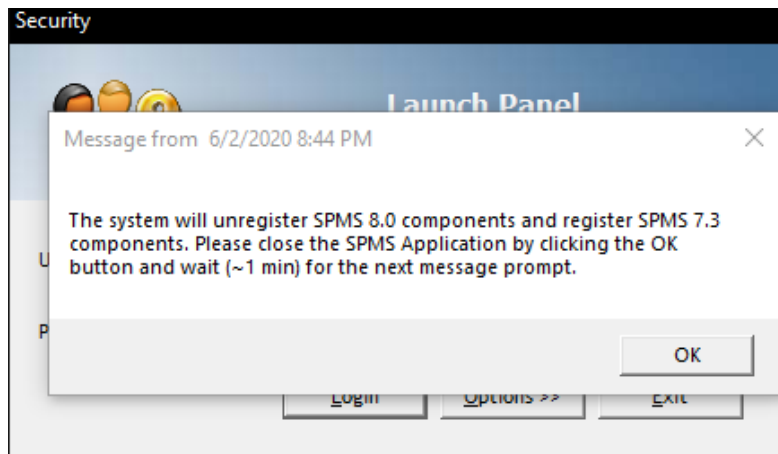 Security
Launch Panel
Message from 6/2/2020 8:44 PM
The system will unregister SPMS 8.0 components and register SPMS 7.3
components. Please close the SPMS Application by clicking the OK
button and wait (~1 min) for the next message prompt.
U
P
OK
Login Options >> Exit